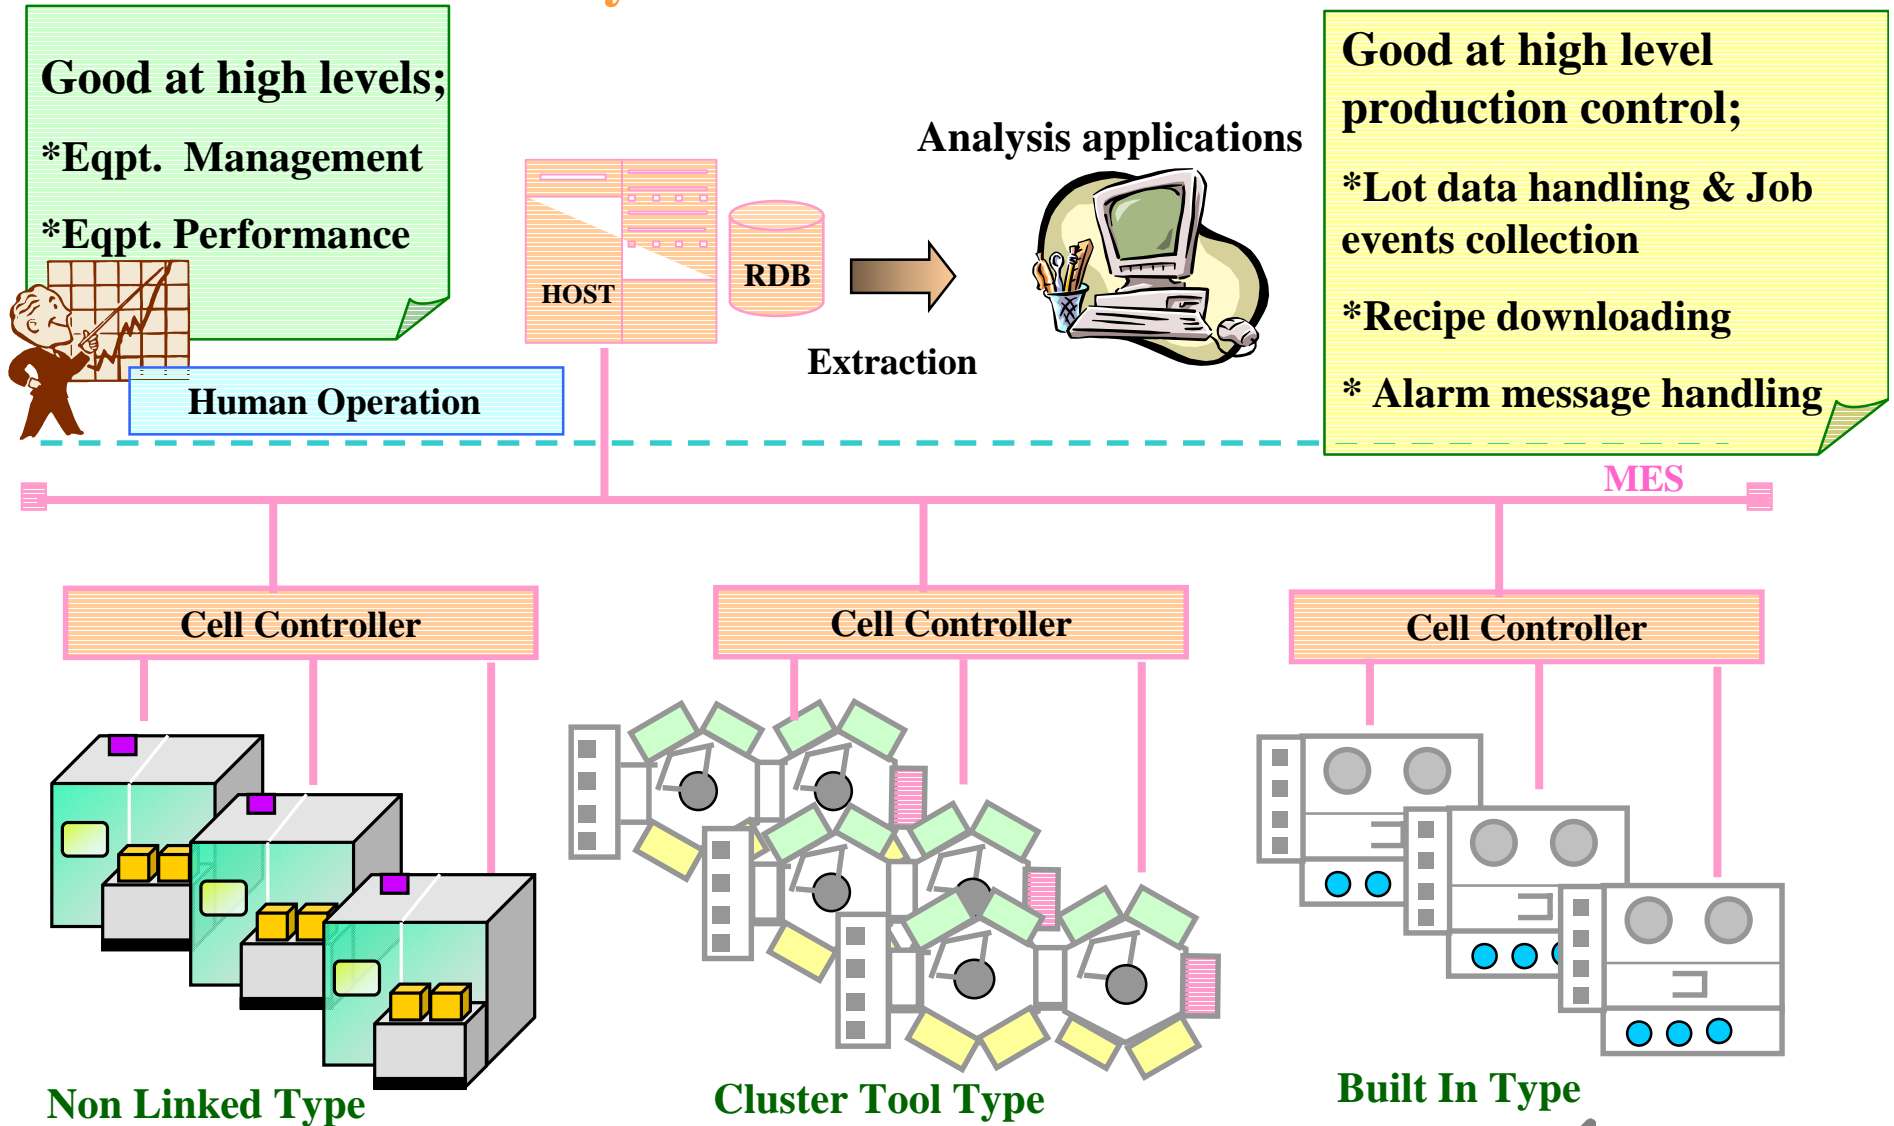 Good at high levels;
*Eqpt. Management
*Eqpt. Performance
Human Operation
HOST
RDB
Extraction
Analysis applications
Good at high level
production control;
*Lot data handling & Job
events collection
*Recipe downloading
* Alarm message handling
MES
Cell Controller
Cell Controller
Cell Controller
Non Linked Type
Cluster Tool Type
Built In Type